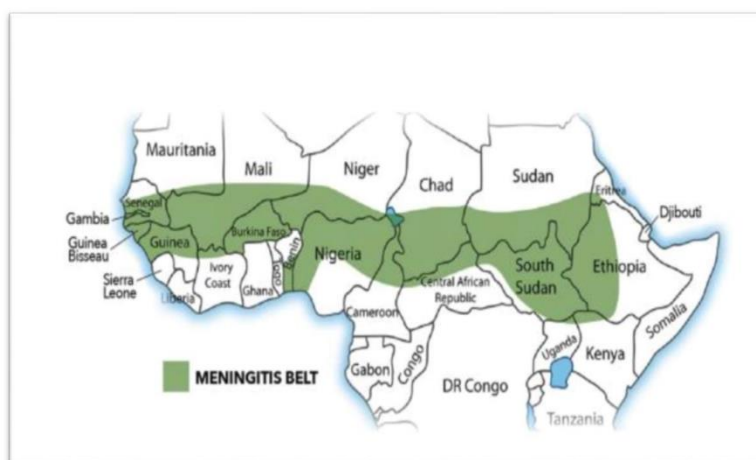 Mauritania
Mali
Niger
Chad
Sudan
Eritrea
Senegal
Gambia
Djibouti
Guinea
Bissau
Guinea
Burkina Faso
Benin
Nigeria
Togo
Ivory
Coast
Ghana
Sierra
Leone
Liberia
Central African
Republic
South
Sudan
Ethiopia
Somalia
Cameroon
Uganda
Kenya
Gabon
Congo
DR Congo
Tanzania
MENINGITIS BELT